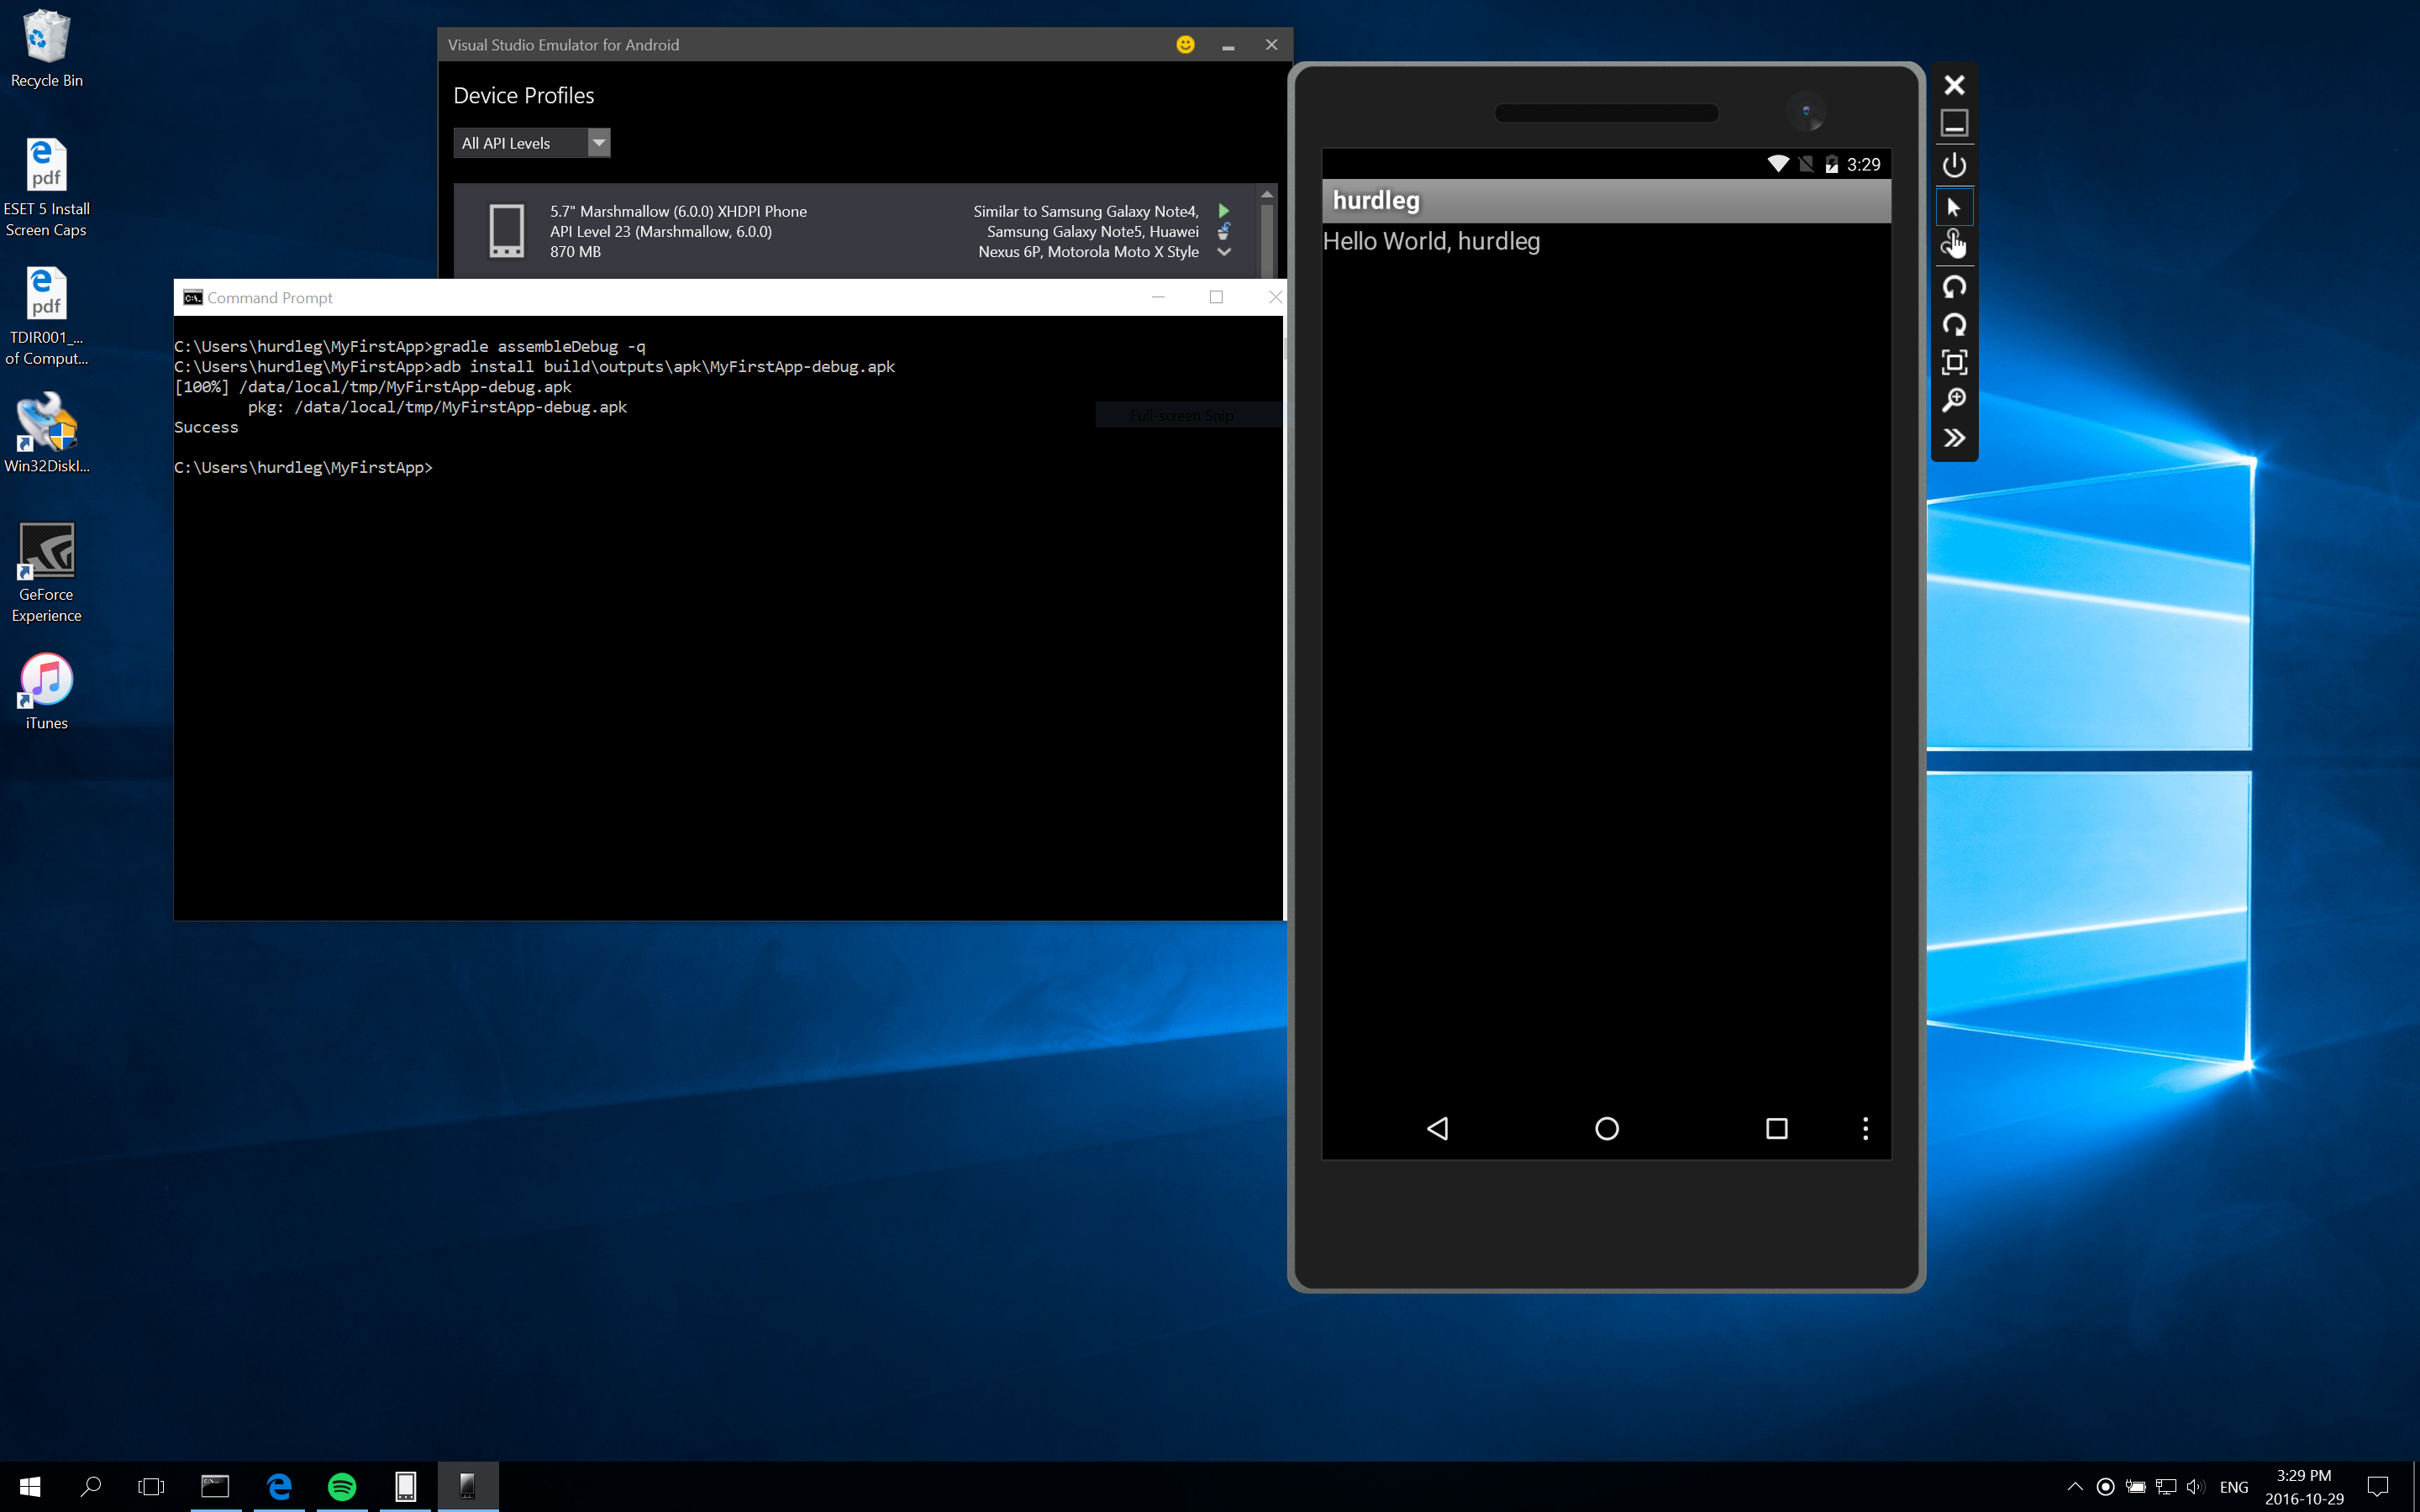 Recycle Bin
pdf
ESET 5 Install
Screen Caps
pdf
TDIR001_...
of Comput...
Win32DiskI...
GeForce
Experience
iTunes
Visual Studio Emulator for Android
Device Profiles
All API Levels
5.7" Marshmallow (6.0.0) XHDPI Phone
API Level 23 (Marshmallow, 6.0.0)
870 MB
Similar to Samsung Galaxy Note4,
Samsung Galaxy Note5, Huawei
Nexus 6P, Motorola Moto X Style
Command Prompt
C:\Users\hurdleg\MyFirstApp>gradle assembleDebug -q
C:\Users\hurdleg\MyFirstApp>adb install build\outputs\apk\MyFirstApp-debug.apk
[100%] /data/local/tmp/MyFirstApp-debug.apk
pkg: /data/local/tmp/MyFirstApp-debug.apk
Success
C:\Users\hurdleg\MyFirstApp>
Full-screen Snip
3:29
hurdleg
Hello World, hurdleg
ENG
3:29 PM
2016-10-29